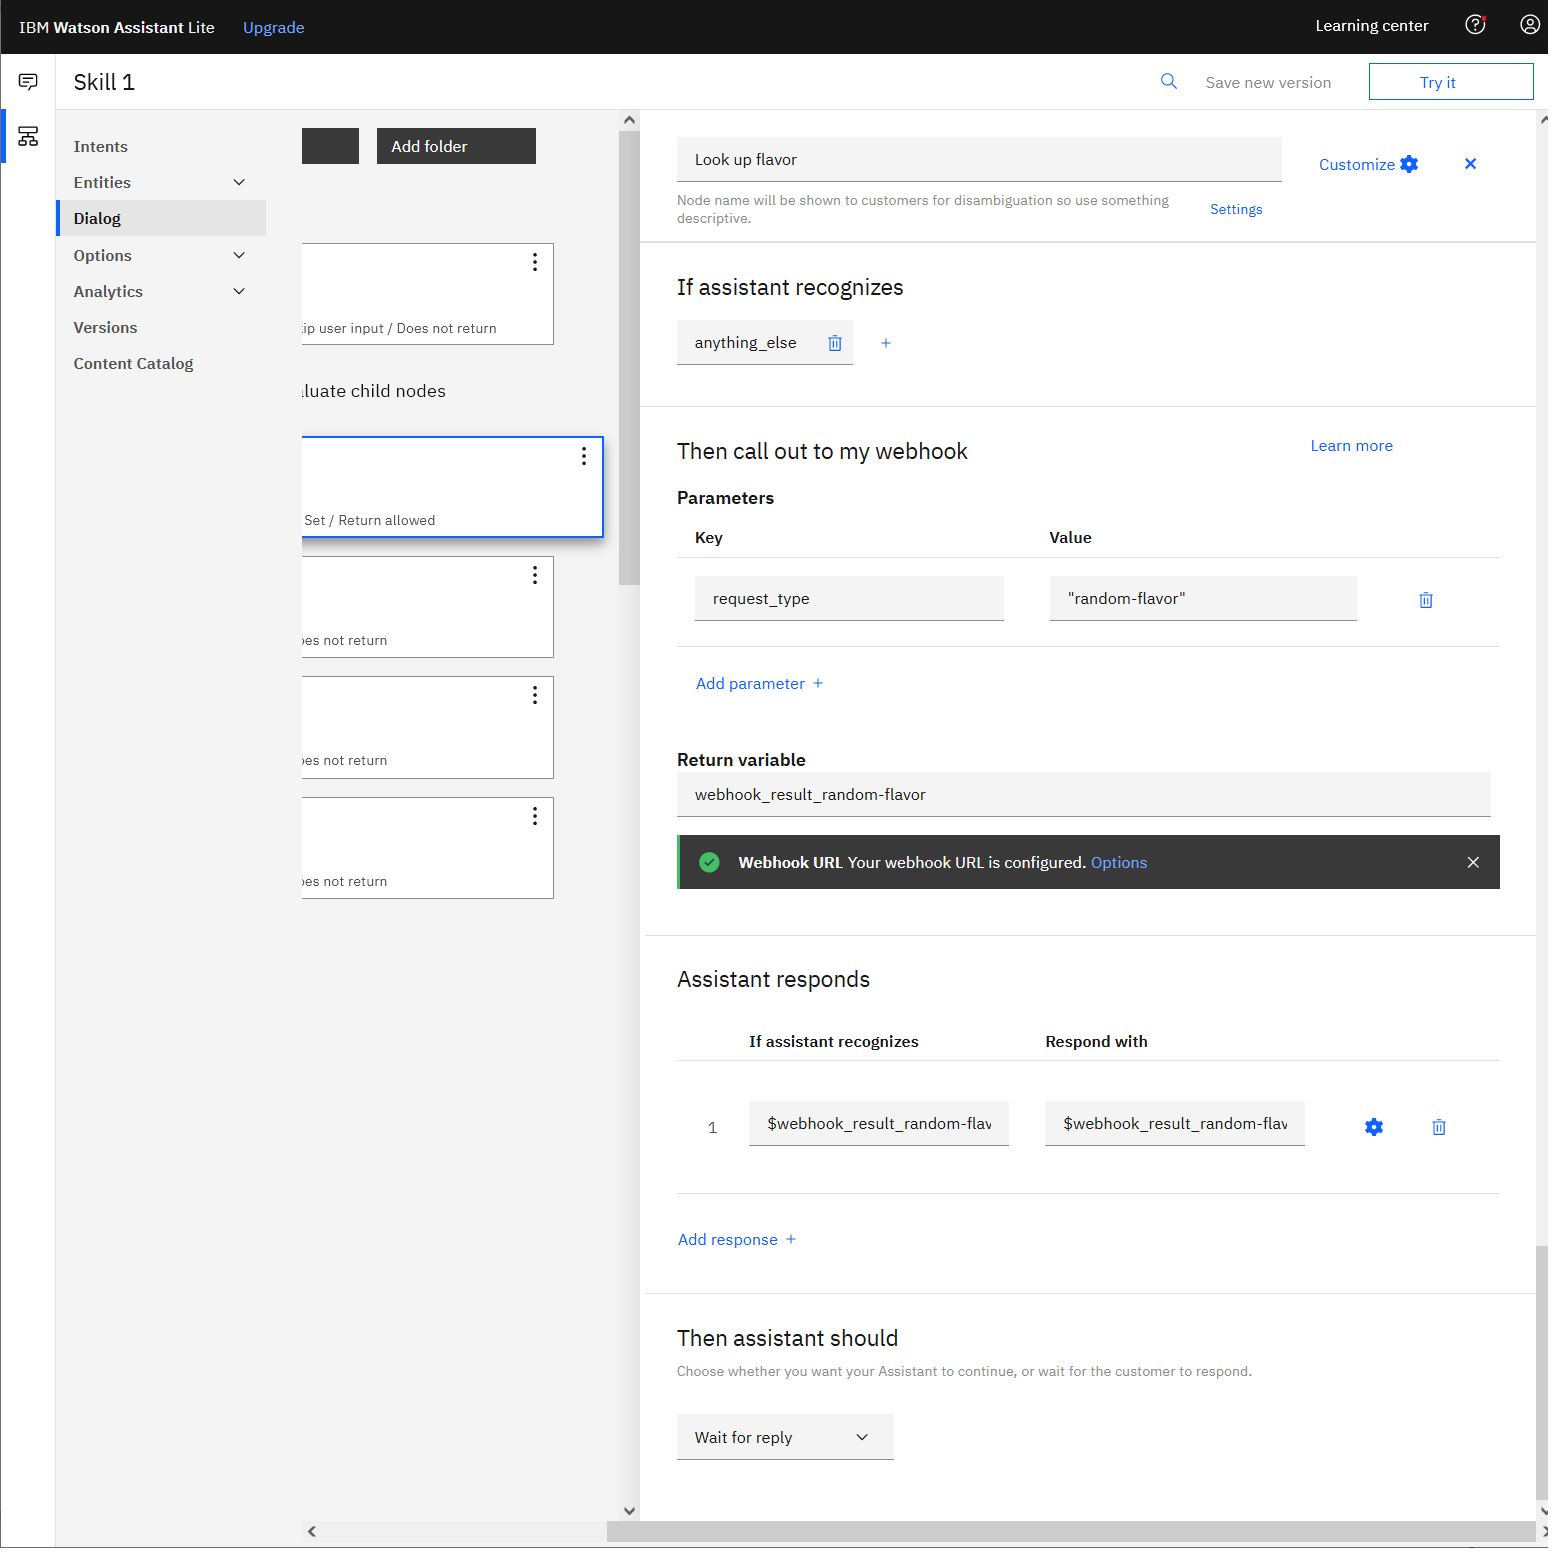 IBM Watson Assistant Lite
Upgrade
Learning center
Skill 1
Save new version
Try it
Intents
Entities
Dialog
Options
Analytics
Versions
Content Catalog
Add folder
ip user input / Does not return
luate child nodes
Set / Return allowed
oes not return
oes not return
oes not return
Look up flavor
Customize
Node name will be shown to customers for disambiguation so use something
descriptive.
Settings
If assistant recognizes
anything_else
Then call out to my webhook
Learn more
Parameters
Key
Value
request_type
"random-flavor"
Add parameter +
Return variable
webhook_result_random-flavor
Webhook URL Your webhook URL is configured. Options
Assistant responds
If assistant recognizes
Respond with
1
$webhook_result_random-flav
$webhook_result_random-flav
Add response +
Then assistant should
Choose whether you want your Assistant to continue, or wait for the customer to respond.
Wait for reply